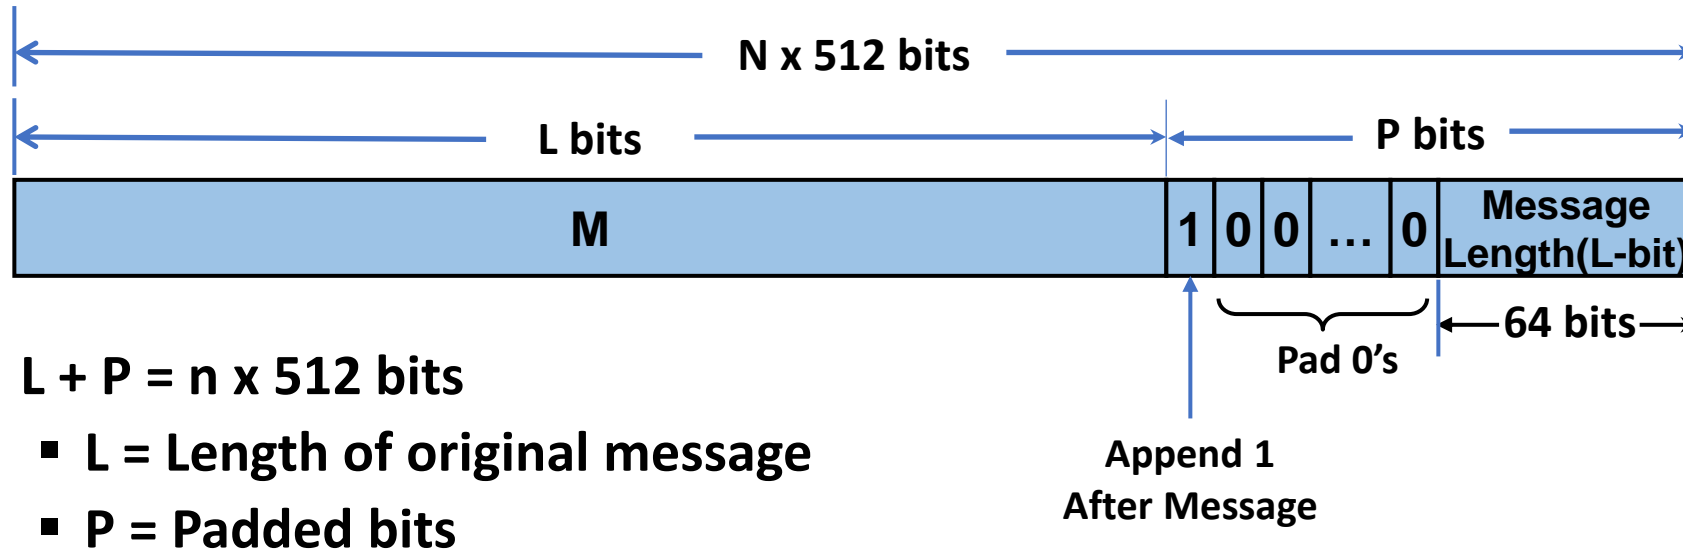 N x 512 bits
L bits
P bits
M
1 0 0 ... 0
Message
Length(L-bit)
64 bits
Pad 0’s
L + P = n x 512 bits
▪ L = Length of original message
▪ P = Padded bits
Append 1
After Message